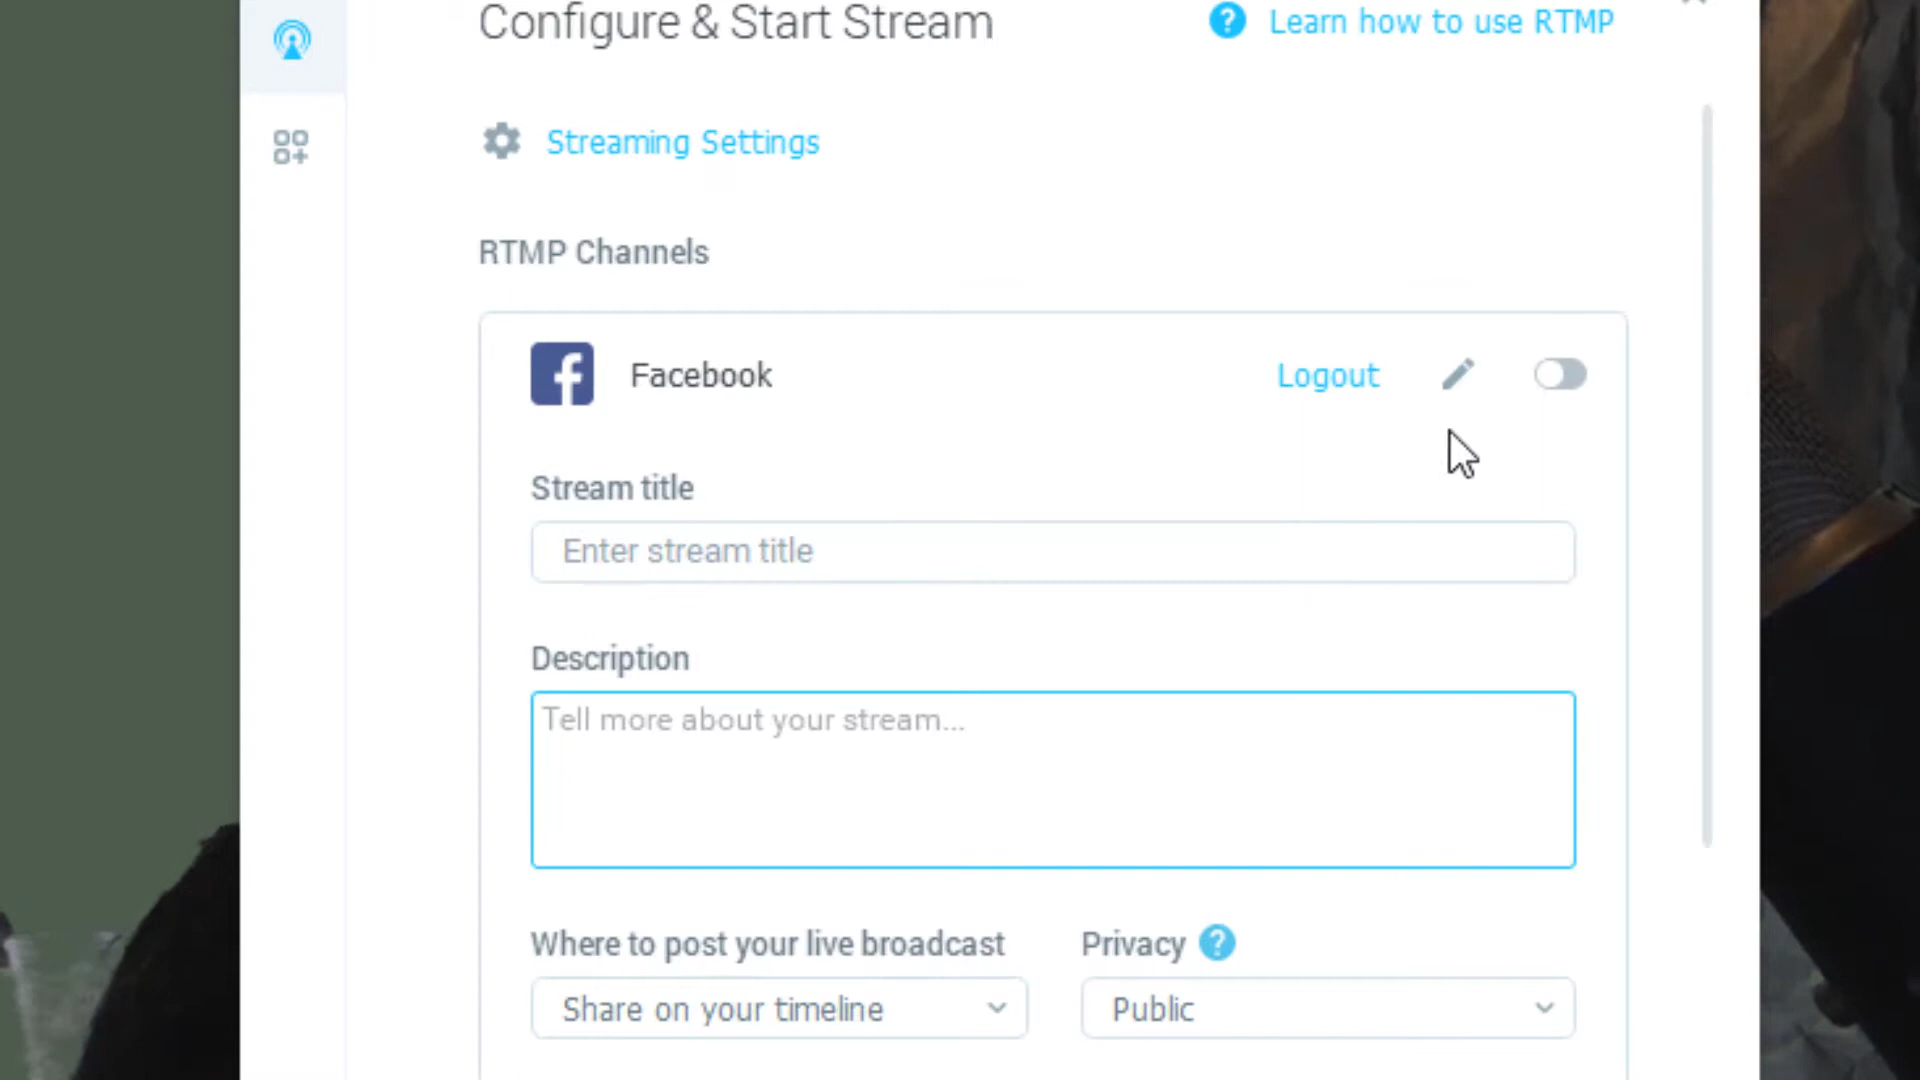 Configure & Start Stream
Learn how to use RTMP
Streaming Settings
RTMP Channels
Facebook
Logout
Stream title
Enter stream title
Description
Tell more about your stream...
Where to post your live broadcast
Privacy
Share on your timeline
Public